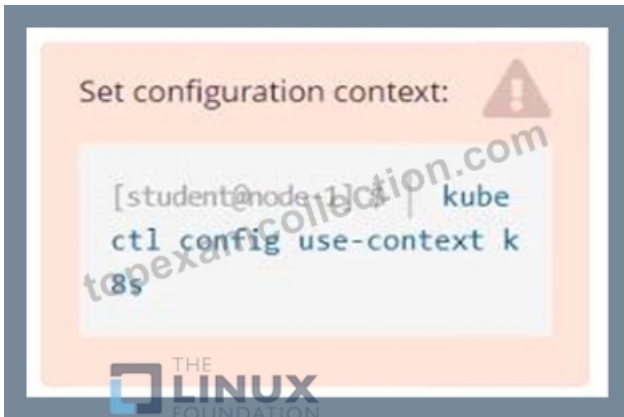 Set configuration context:
[student@node-1] $ | kube
ctl config use-context k
8s
topexamcollection.com
THE
LINUX
FOUNDATION